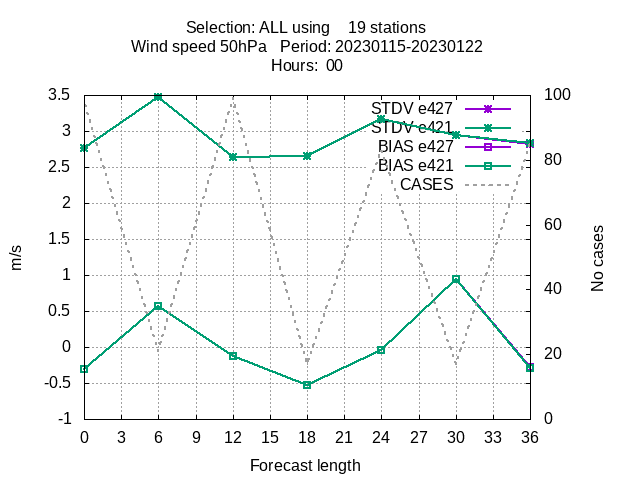 Selection: ALL using 19 stations
Wind speed 50hPa Period: 20230115-20230122
Hours: 00
3.5
3
2.5
2
1.5
1
0.5
0
-0.5
-1
m/s
STDV e427
STDV e421
BIAS e427
BIAS e421
CASES
100
80
60
40
20
0
No cases
0 3 6 9 12 15 18 21 24 27 30 33 36
Forecast length